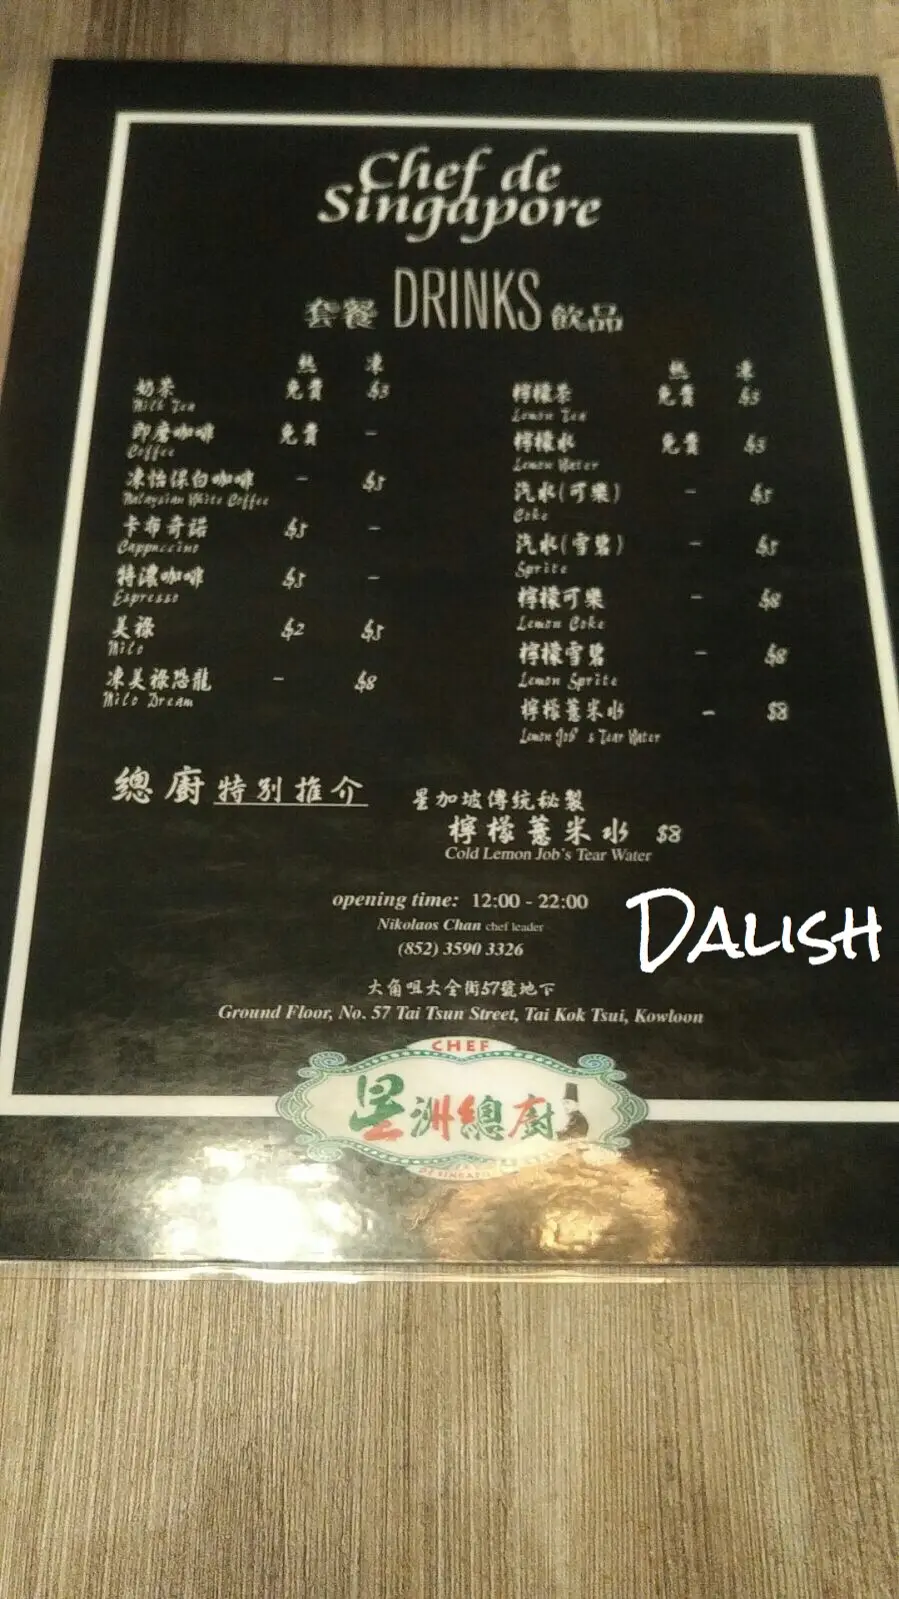 Chef de
Singapore
套餐 DRINKS 飲品
熱 凍
奶茶 免費 $3
Milk Tea
即磨咖啡 免費 -
Coffee
凍怡保白咖啡 - $5
Malaysian White Coffee
卡布奇諾 $5 -
Cappuccino
特濃咖啡 $5 -
Espresso
美祿 $2 $5
Milo
凍美祿恐龍 - $8
Milo Dream
熱 凍
檸檬茶 免費 $3
Lemon Tea
檸檬水 免費 $3
Lemon Water
汽水(可樂) - $5
Coke
汽水(雪碧) - $5
Sprite
檸檬可樂 - $8
Lemon Coke
檸檬雪碧 - $8
Lemon Sprite
檸檬薏米水 - $8
Lemon Job's Tear Water
總廚特別推介
星加坡傳統秘製
檸檬薏米水 $8
Cold Lemon Job's Tear Water
opening time: 12:00 - 22:00
Nikolaos Chan chef leader
(852) 3590 3326
大角咀大全街57號地下
Ground Floor, No. 57 Tai Tsun Street, Tai Kok Tsui, Kowloon
DALISH
CHEF
星洲總廚